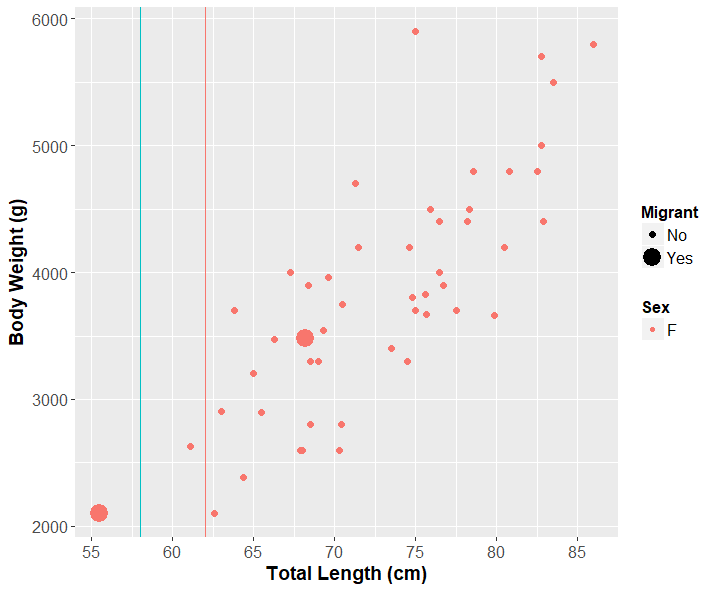 6000
5000
4000
3000
2000
Body Weight (g)
55 60 65 70 75 80 85
Total Length (cm)
Migrant
No
Yes
Sex
F